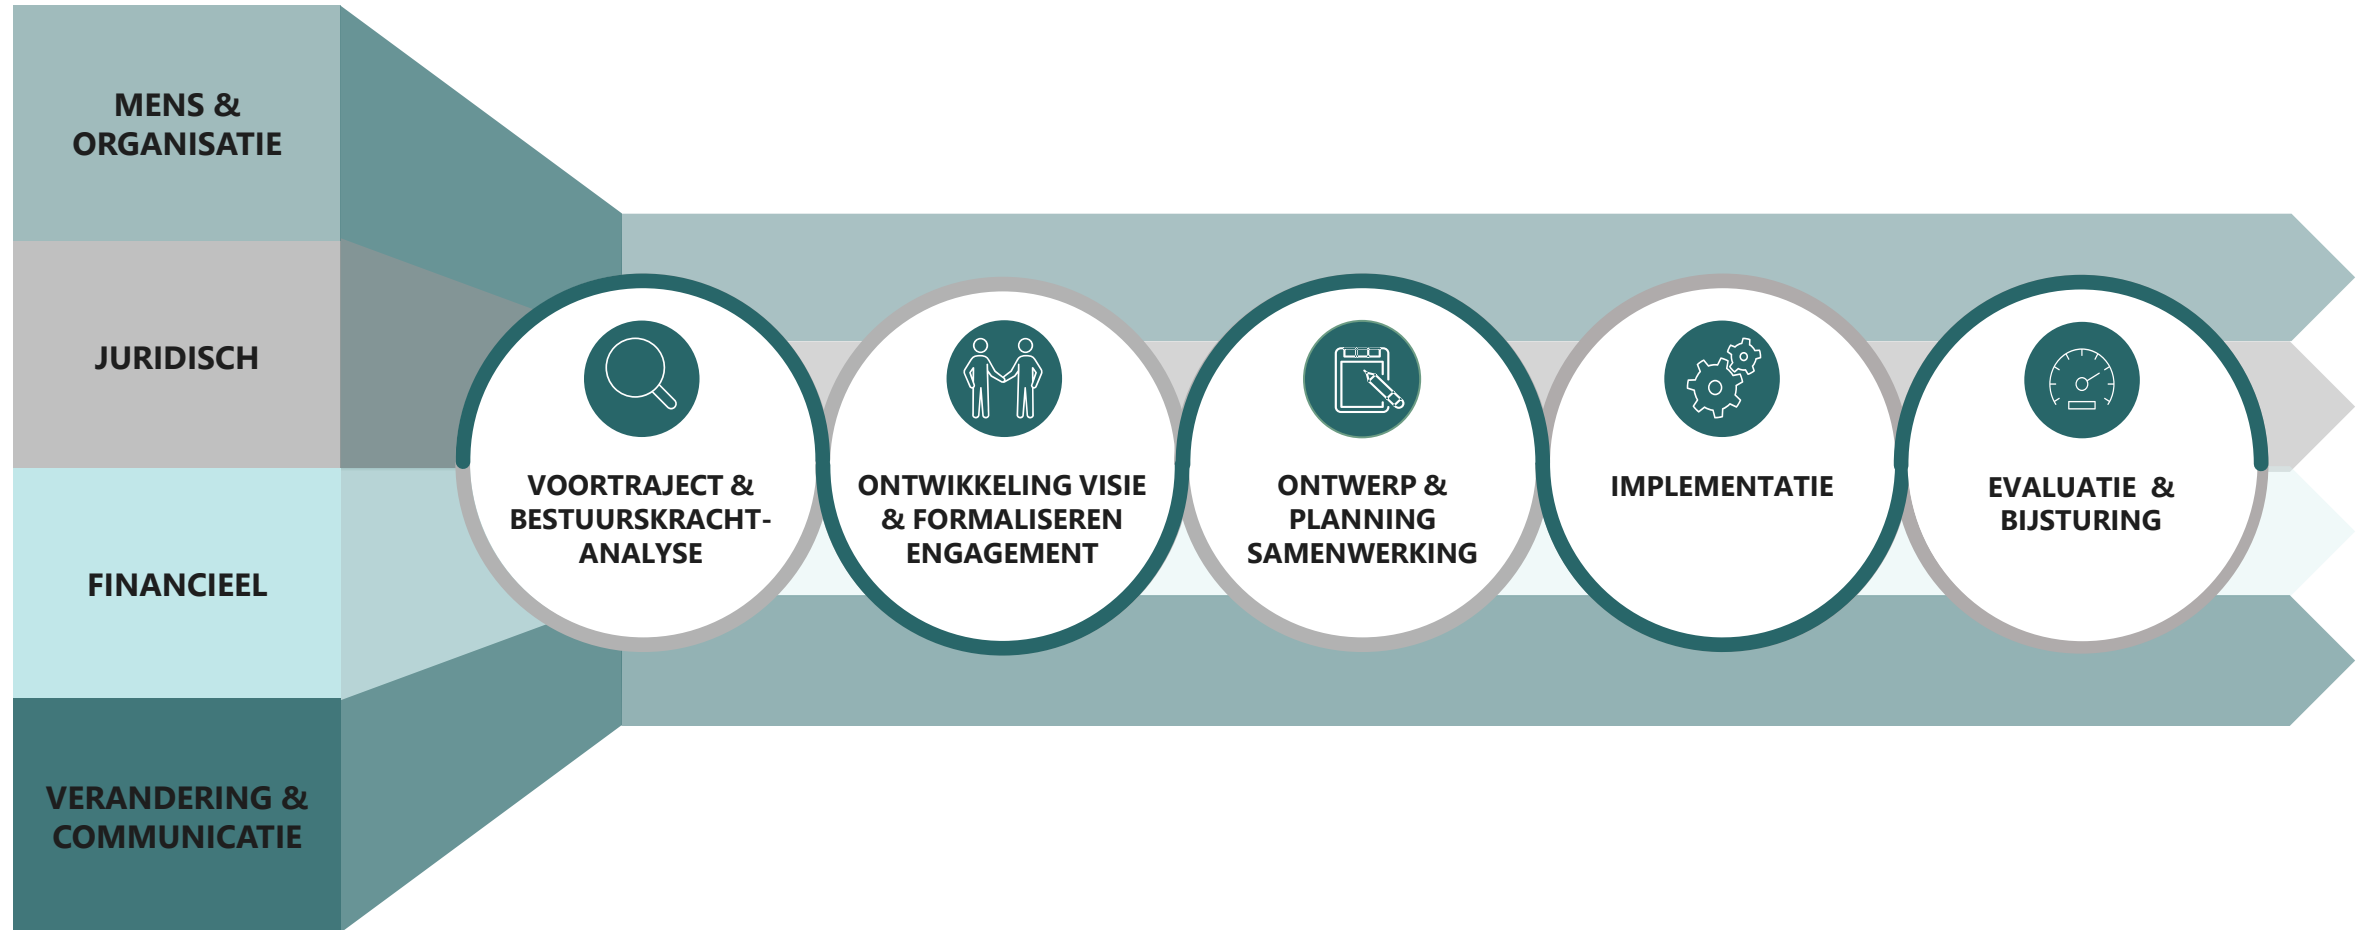 MENS &
ORGANISATIE
JURIDISCH
FINANCIEEL
VERANDERING &
COMMUNICATIE
VOORTRAJECT &
BESTUURSKRACHT-
ANALYSE
ONTWIKKELING VISIE
& FORMALISEREN
ENGAGEMENT
ONTWERP &
PLANNING
SAMENWERKING
IMPLEMENTATIE
EVALUATIE &
BIJSTURING